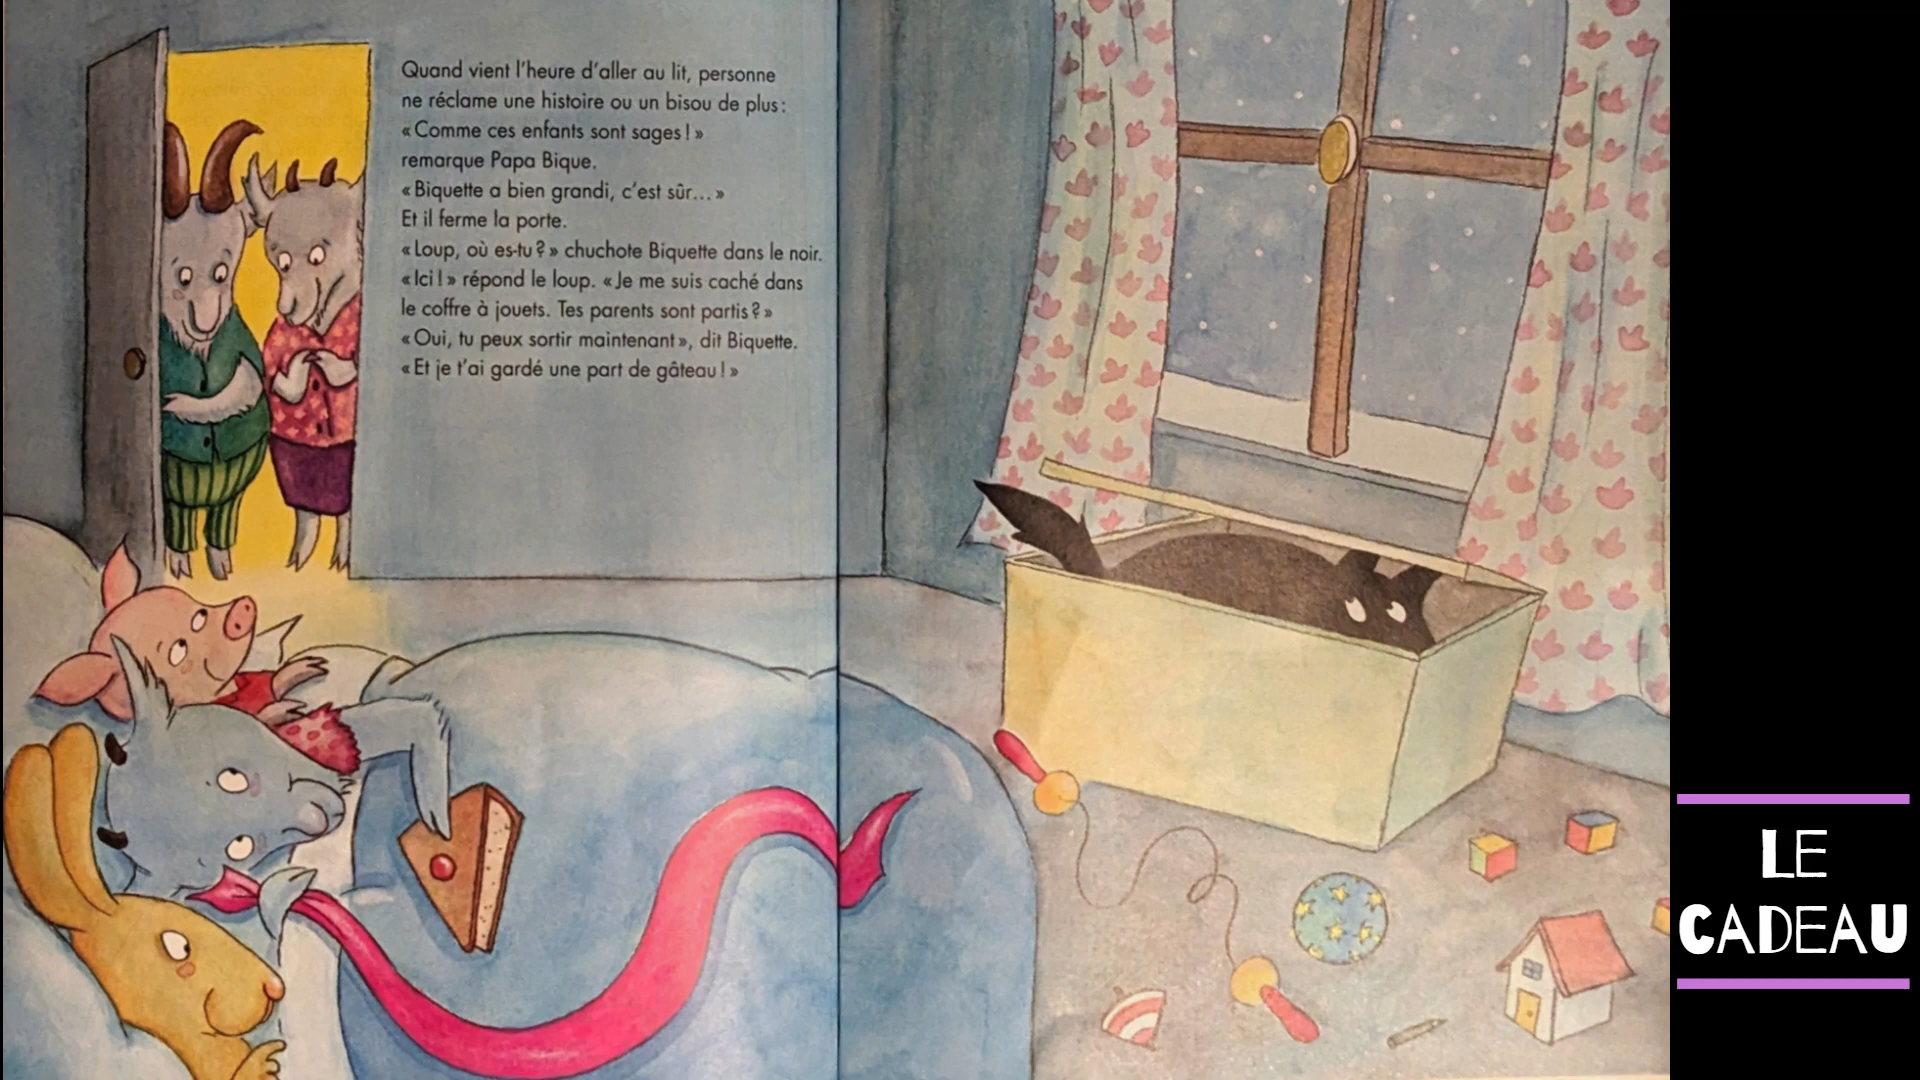 Quand vient l'heure d'aller au lit, personne
ne réclame une histoire ou un bisou de plus :
« Comme ces enfants sont sages ! »
remarque Papa Bique.
« Biquette a bien grandi, c'est sûr... »
Et il ferme la porte.
« Loup, où es-tu ? » chuchote Biquette dans le noir.
« Ici ! » répond le loup. « Je me suis caché dans
le coffre à jouets. Tes parents sont partis ? »
« Oui, tu peux sortir maintenant », dit Biquette.
« Et je t'ai gardé une part de gâteau ! »
LE
CADEAU